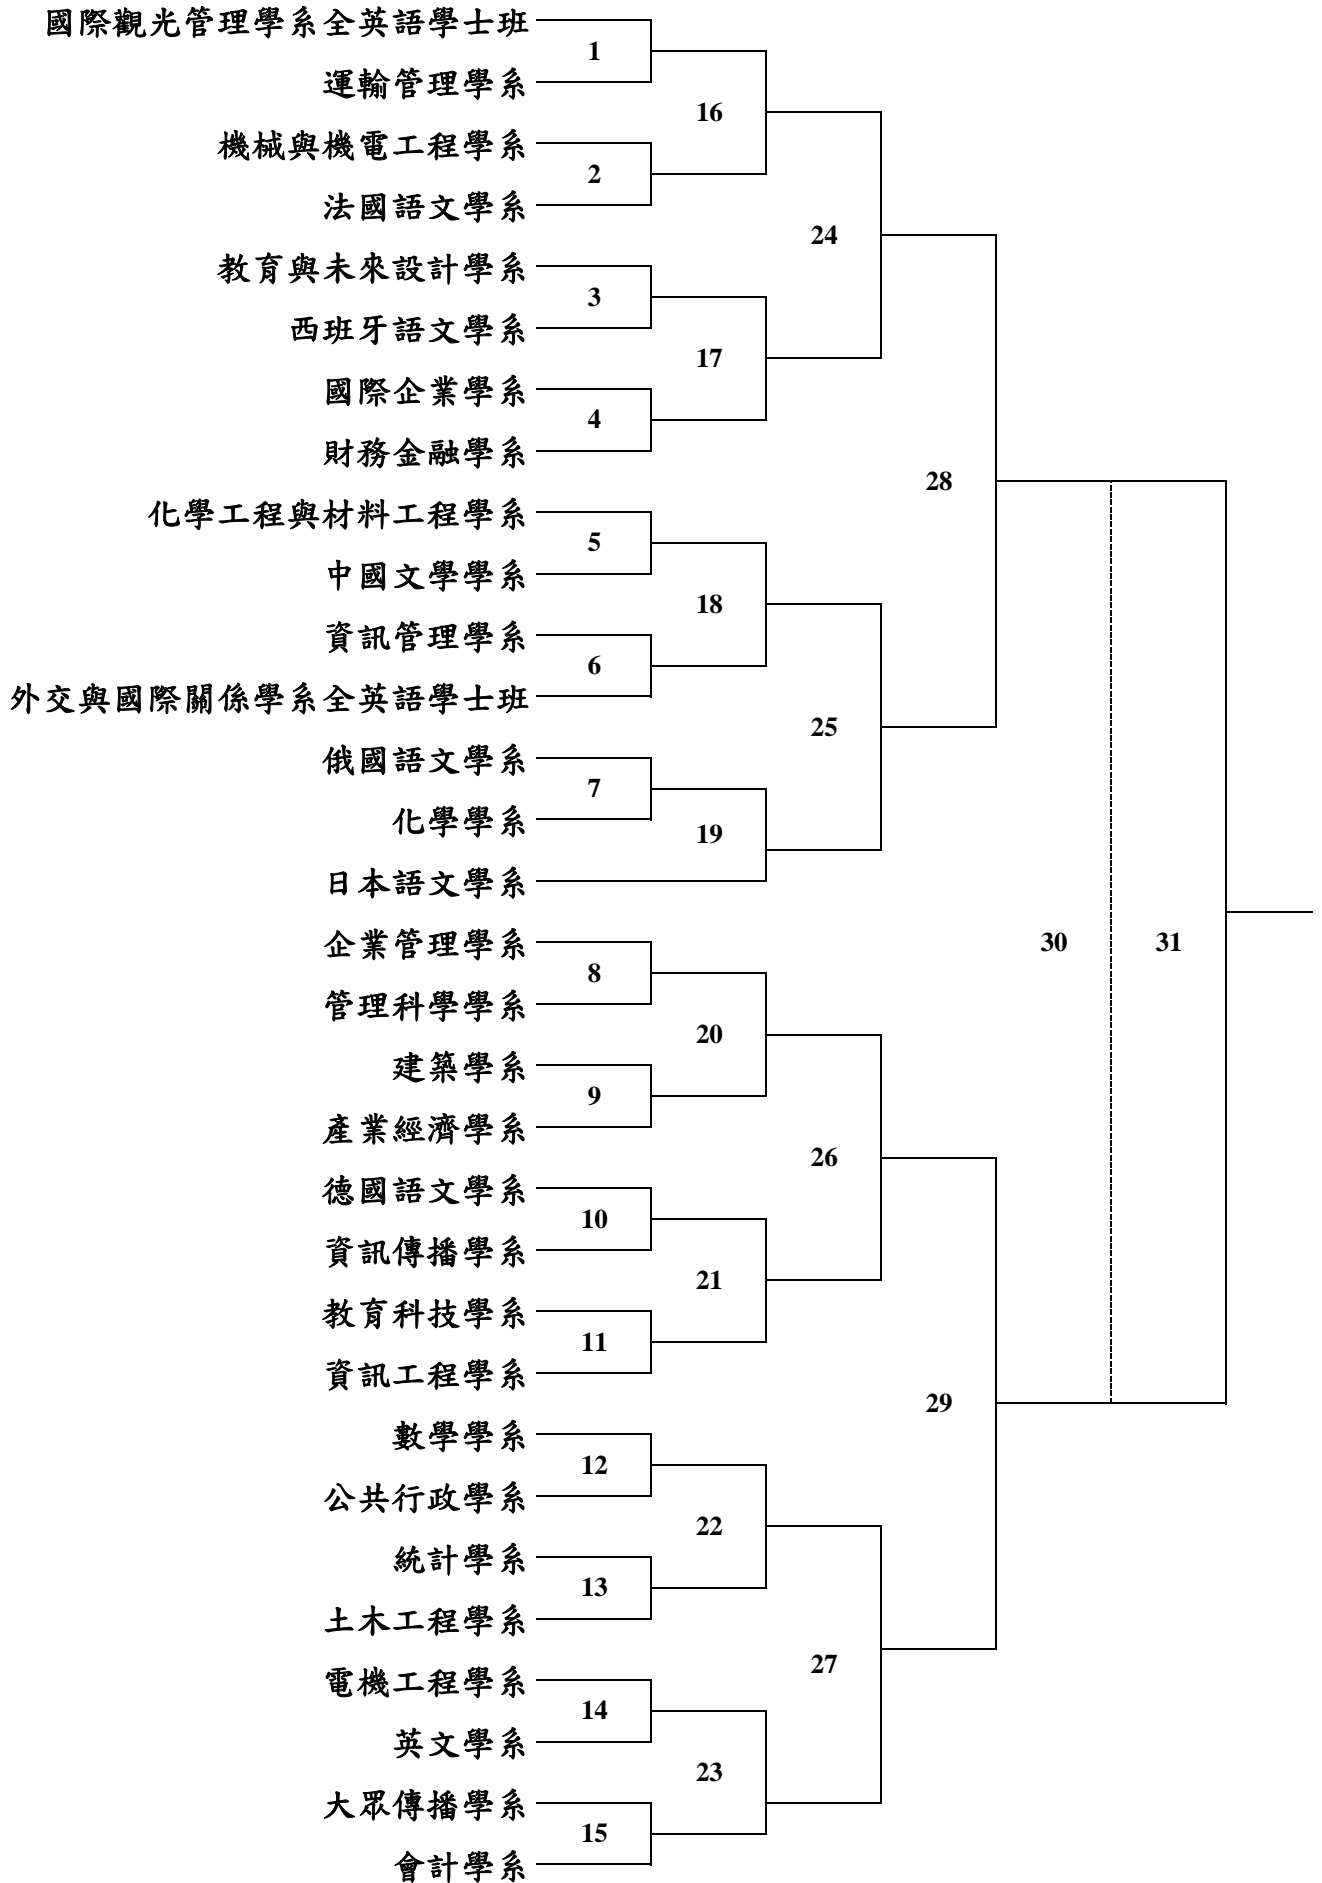 國際觀光管理學系全英語學士班
1
運輸管理學系
16
機械與機電工程學系
2
法國語文學系
24
教育與未來設計學系
3
西班牙語文學系
17
國際企業學系
4
財務金融學系
28
化學工程與材料工程學系
5
中國文學學系
18
資訊管理學系
6
外交與國際關係學系全英語學士班
25
俄國語文學系
7
化學學系
19
日本語文學系
30
31
企業管理學系
8
管理科學學系
20
建築學系
9
產業經濟學系
26
德國語文學系
10
資訊傳播學系
21
教育科技學系
11
資訊工程學系
29
數學學系
12
公共行政學系
22
統計學系
13
土木工程學系
27
電機工程學系
14
英文學系
23
大眾傳播學系
15
會計學系